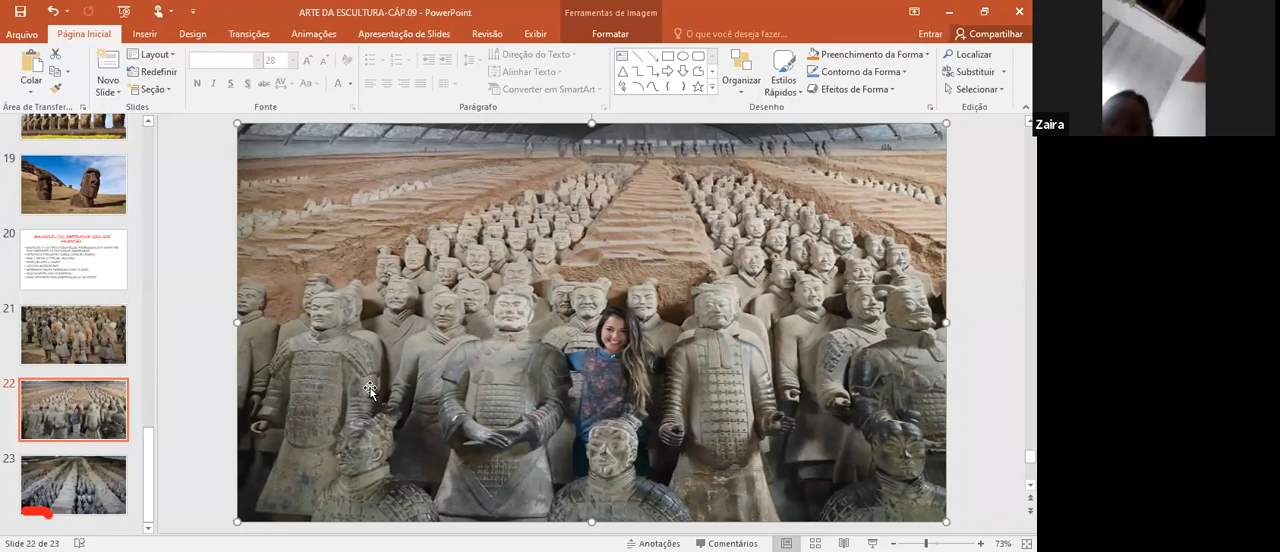 ARTE DA ESCULTURA-CÁP.09 - PowerPoint
Ferramentas de Imagem
Arquivo
Página Inicial
Inserir
Design
Transições
Animações
Apresentação de Slides
Revisão
Exibir
Formatar
O que você deseja fazer...
Entrar
Compartilhar
Colar
Novo
Slide
Layout
Redefinir
Seção
28
N I S S abc AV Aa A
Direção do Texto
Alinhar Texto
Converter em SmartArt
Organizar
Estilos
Rápidos
Preenchimento da Forma
Contorno da Forma
Efeitos de Forma
Localizar
Substituir
Selecionar
Área de Transfer...
Slides
Fonte
Parágrafo
Desenho
Edição
Zaira
19
20
21
22
23
Slide 22 de 23
Anotações
Comentários
73%